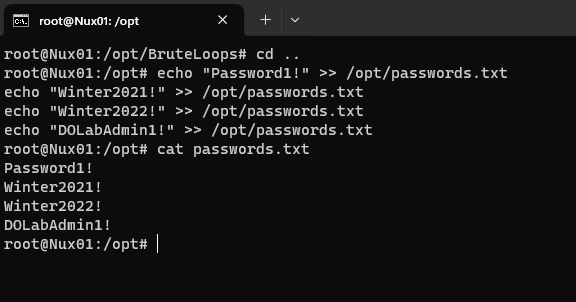 root@Nux01: /opt
root@Nux01:/opt/BruteLoops# cd ..
root@Nux01:/opt# echo "Password1!" >> /opt/passwords.txt
echo "Winter2021!" >> /opt/passwords.txt
echo "Winter2022!" >> /opt/passwords.txt
echo "DOLabAdmin1!" >> /opt/passwords.txt
root@Nux01:/opt# cat passwords.txt
Password1!
Winter2021!
Winter2022!
DOLabAdmin1!
root@Nux01:/opt#